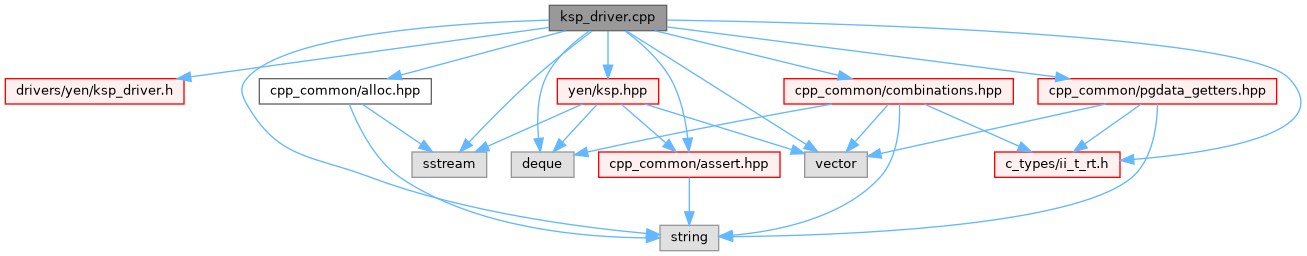 ksp_driver.cpp
drivers/yen/ksp_driver.h
cpp_common/alloc.hpp
yen/ksp.hpp
cpp_common/combinations.hpp
cpp_common/pgdata_getters.hpp
sstream
deque
cpp_common/assert.hpp
vector
c_types/ii_t_rt.h
string